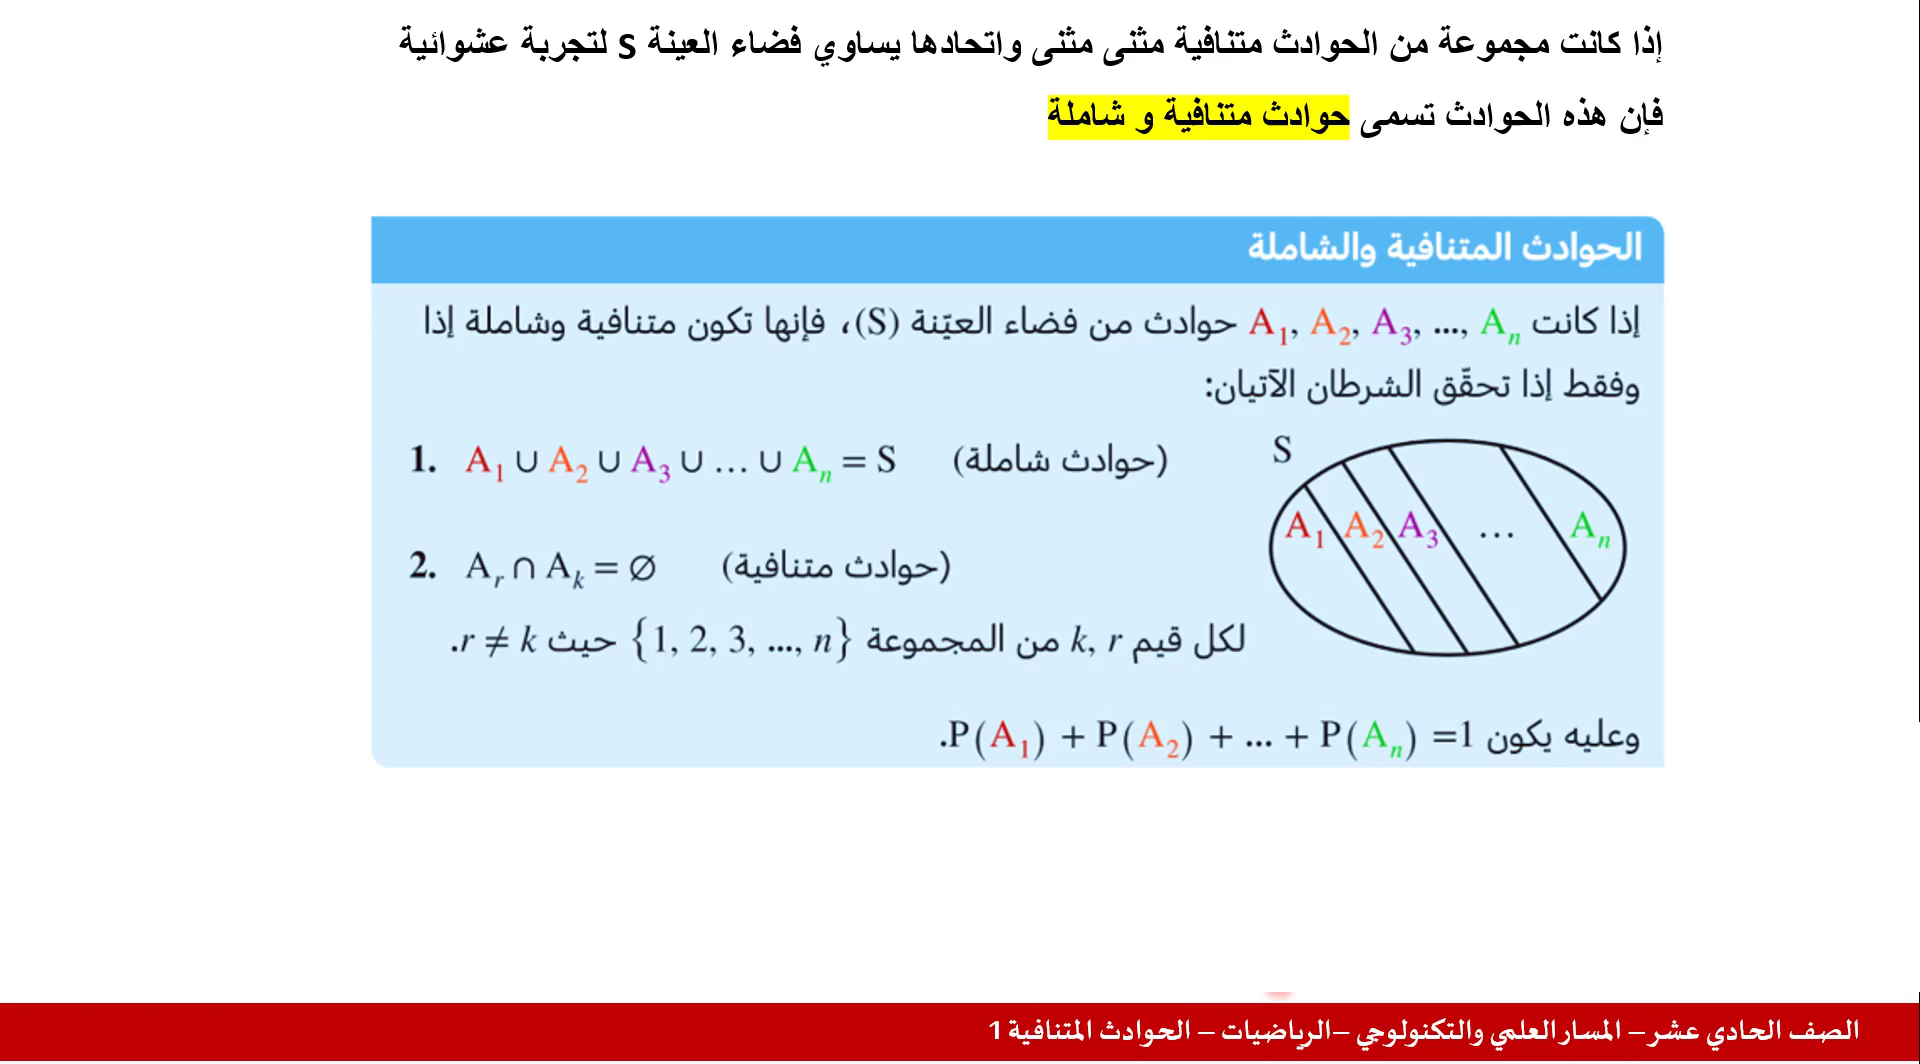 إذا كانت مجموعة من الحوادث متنافية مثنى مثنى واتحادها يساوي فضاء العينة S لتجربة عشوائية
فإن هذه الحوادث تسمى حوادث متنافية و شاملة
الحوادث المتنافية والشاملة
إذا كانت A₁, A₂, A₃, ..., Aₙ حوادث من فضاء العيّنة (S)، فإنها تكون متنافية وشاملة إذا
وفقط إذا تحقّق الشرطان الآتيان:
1. A₁ ∪ A₂ ∪ A₃ ∪ ... ∪ Aₙ = S (حوادث شاملة)
S
A₁ A₂ A₃ ... Aₙ
2. Aᵣ ∩ Aₖ = ∅ (حوادث متنافية)
لكل قيم k, r من المجموعة {1, 2, 3, ..., n} حيث r ≠ k.
وعليه يكون P(A₁) + P(A₂) + ... + P(Aₙ) =1.
الصف الحادي عشر – المسار العلمي والتكنولوجي –الرياضيات – الحوادث المتنافية 1